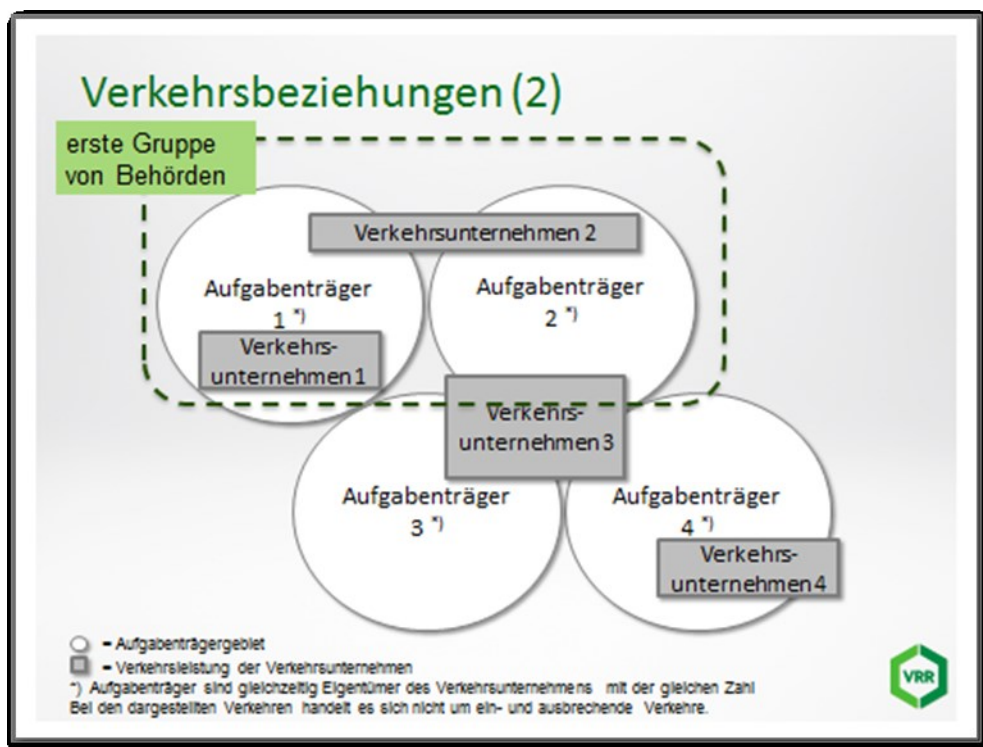 Verkehrsbeziehungen (2)
erste Gruppe
von Behörden
Verkehrsunternehmen 2
Aufgabenträger
1 *)
Aufgabenträger
2 *)
Verkehrs-
unternehmen 1
Verkehrs-
unternehmen 3
Aufgabenträger
3 *)
Aufgabenträger
4 *)
Verkehrs-
unternehmen 4
= Aufgabenträgergebiet
= Verkehrsleistung der Verkehrsunternehmen
*) Aufgabenträger sind gleichzeitig Eigentümer des Verkehrsunternehmens mit der gleichen Zahl
Bei den dargestellten Verkehren handelt es sich nicht um ein- und ausbrechende Verkehre.
VRR